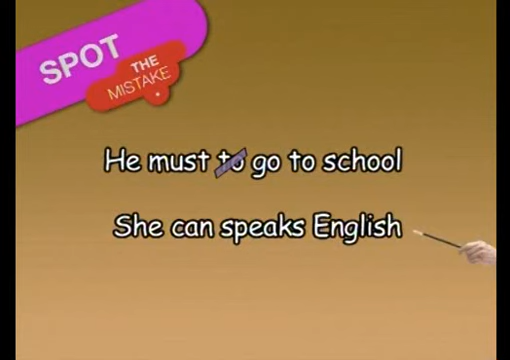 SPOT
THE
MISTAKE
He must to go to school
She can speaks English